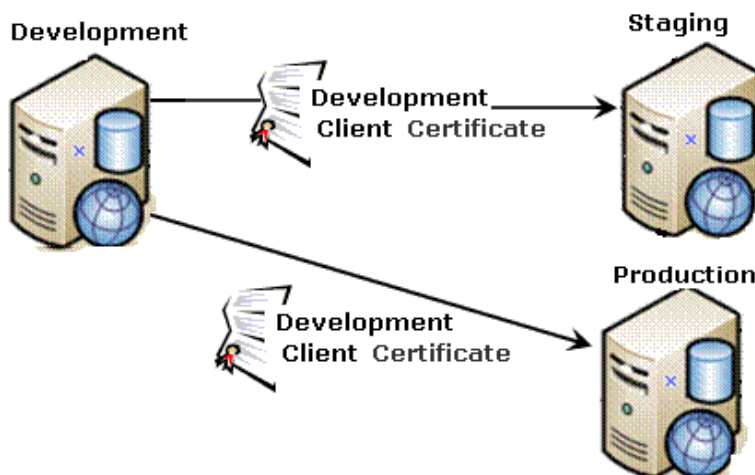 Development
Staging
Development
Client Certificate
Production
Development
Client Certificate